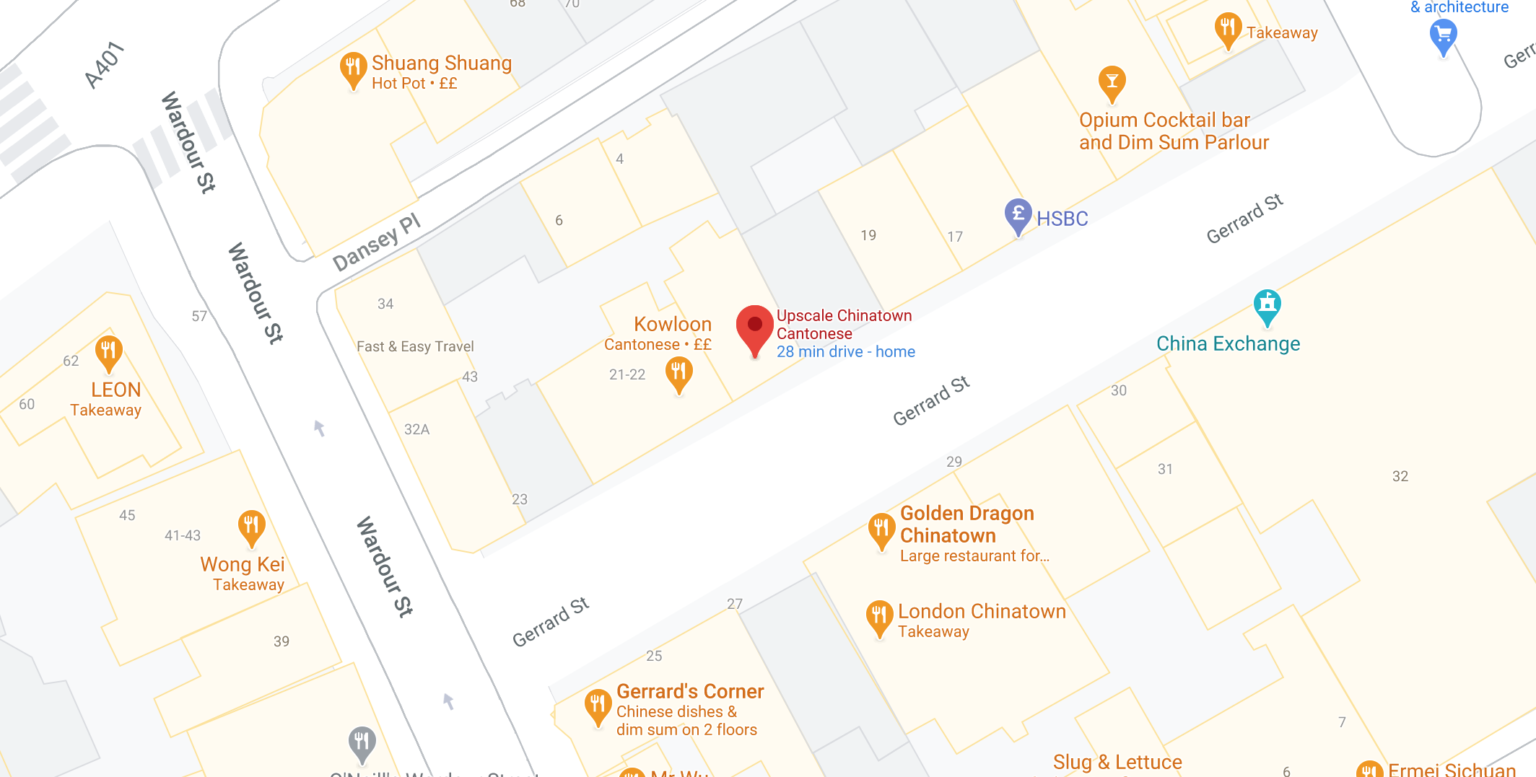 68
70
& architecture
A401
Shuang Shuang
Hot Pot • ££
Takeaway
Wardour St
Opium Cocktail bar
and Dim Sum Parlour
4
6
Dansey Pl
19
17
HSBC
Gerrard St
Wardour St
34
57
Fast & Easy Travel
Kowloon
Cantonese • ££
21-22
Upscale Chinatown
Cantonese
28 min drive - home
China Exchange
62
LEON
Takeaway
60
43
32A
Gerrard St
30
29
31
32
23
45
41-43
Wong Kei
Takeaway
Wardour St
Golden Dragon
Chinatown
Large restaurant for...
London Chinatown
Takeaway
27
Gerrard St
39
25
Gerrard's Corner
Chinese dishes &
dim sum on 2 floors
7
Slug & Lettuce
6
Ermei Sichuan
Mr Wu
O'Neill's Wardour Street